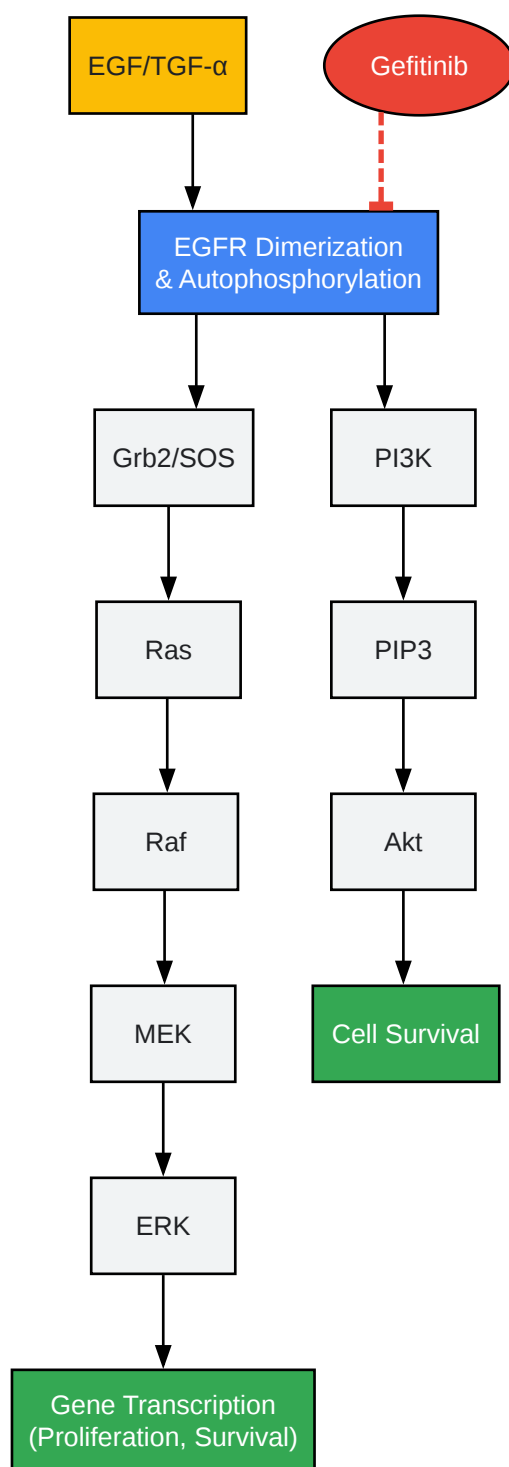 EGF/TGF-α
Gefitinib
EGFR Dimerization
& Autophosphorylation
Grb2/SOS
PI3K
Ras
PIP3
Raf
Akt
MEK
Cell Survival
ERK
Gene Transcription
(Proliferation, Survival)